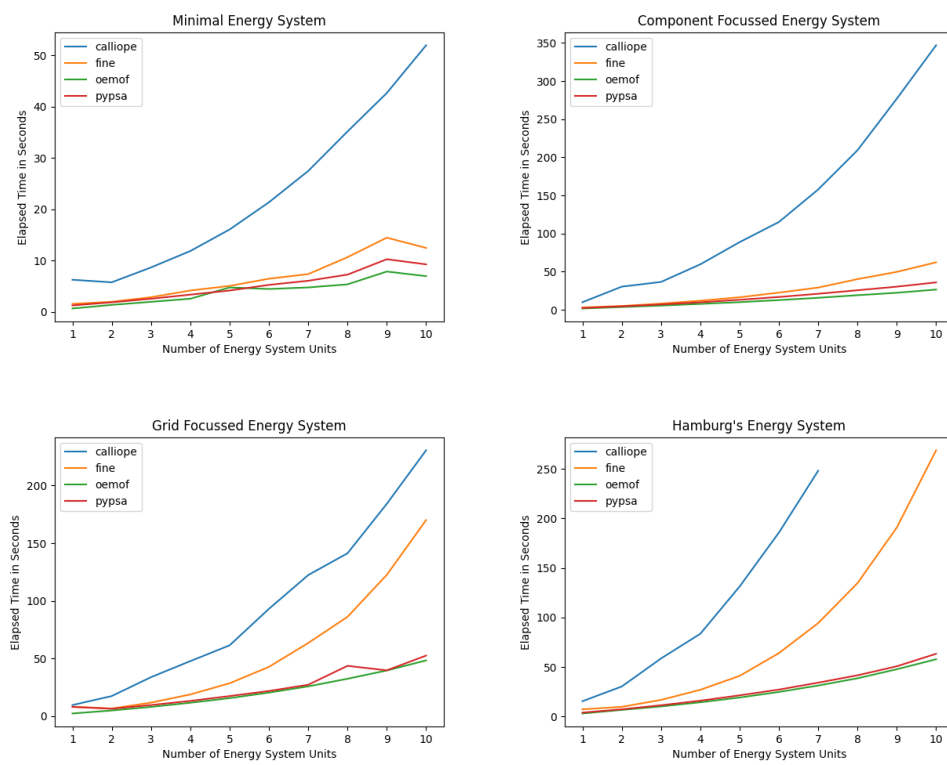 Minimal Energy System
calliope
fine
oemof
pypsa
50
40
30
20
10
0
Elapsed Time in Seconds
1 2 3 4 5 6 7 8 9 10
Number of Energy System Units
Component Focussed Energy System
calliope
fine
oemof
pypsa
350
300
250
200
150
100
50
0
Elapsed Time in Seconds
1 2 3 4 5 6 7 8 9 10
Number of Energy System Units
Grid Focussed Energy System
calliope
fine
oemof
pypsa
200
150
100
50
0
Elapsed Time in Seconds
1 2 3 4 5 6 7 8 9 10
Number of Energy System Units
Hamburg's Energy System
calliope
fine
oemof
pypsa
250
200
150
100
50
0
Elapsed Time in Seconds
1 2 3 4 5 6 7 8 9 10
Number of Energy System Units